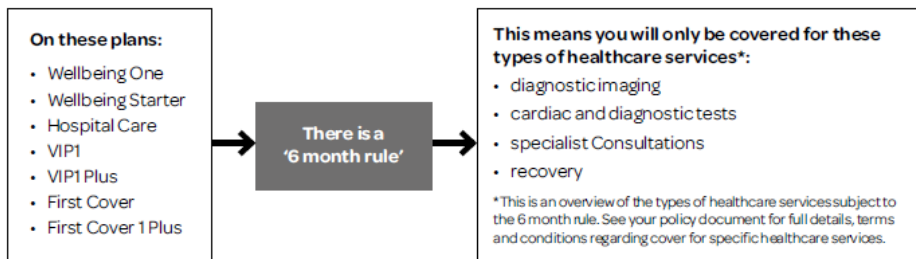 On these plans:
• Wellbeing One
• Wellbeing Starter
• Hospital Care
• VIP1
• VIP1 Plus
• First Cover
• First Cover 1 Plus
There is a
‘6 month rule’
This means you will only be covered for these
types of healthcare services*:
• diagnostic imaging
• cardiac and diagnostic tests
• specialist Consultations
• recovery
*This is an overview of the types of healthcare services subject to
the 6 month rule. See your policy document for full details, terms
and conditions regarding cover for specific healthcare services.